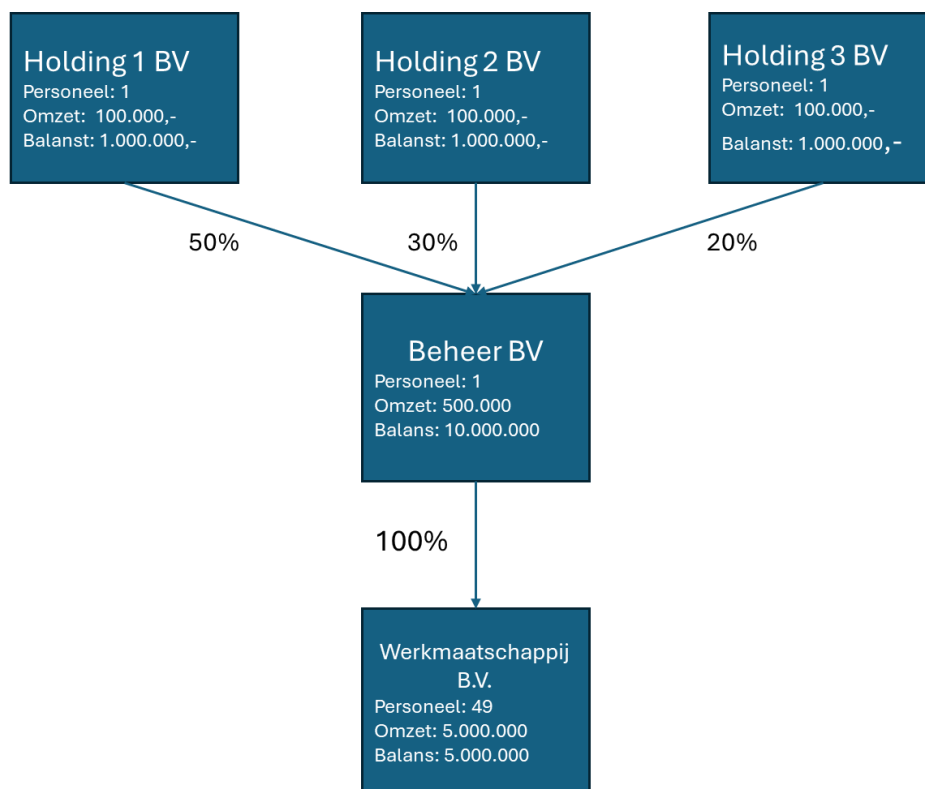 Holding 1 BV
Personeel: 1
Omzet:  100.000,-
Balanst: 1.000.000,-
Holding 2 BV
Personeel: 1
Omzet:  100.000,-
Balanst: 1.000.000,-
Holding 3 BV
Personeel: 1
Omzet:  100.000,-
Balanst: 1.000.000,-
50%
30%
20%
Beheer BV
Personeel: 1
Omzet: 500.000
Balans: 10.000.000
100%
Werkmaatschappij
B.V.
Personeel: 49
Omzet: 5.000.000
Balans: 5.000.000